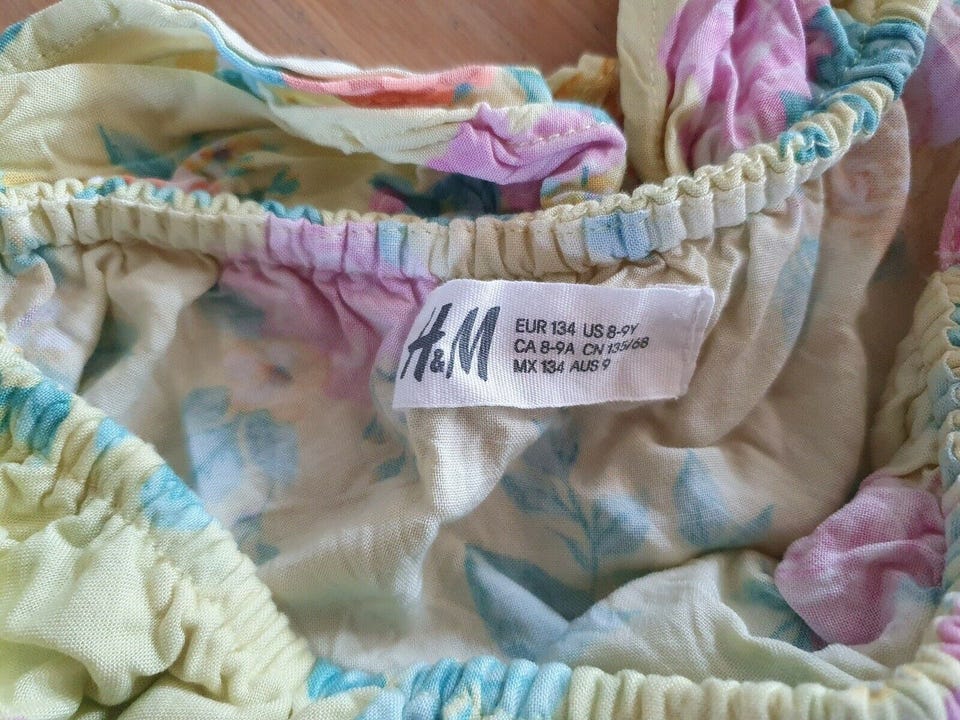 H&M
EUR 134 US 8-9Y
CA 8-9A CN 135/68
MX 134 AUS 9